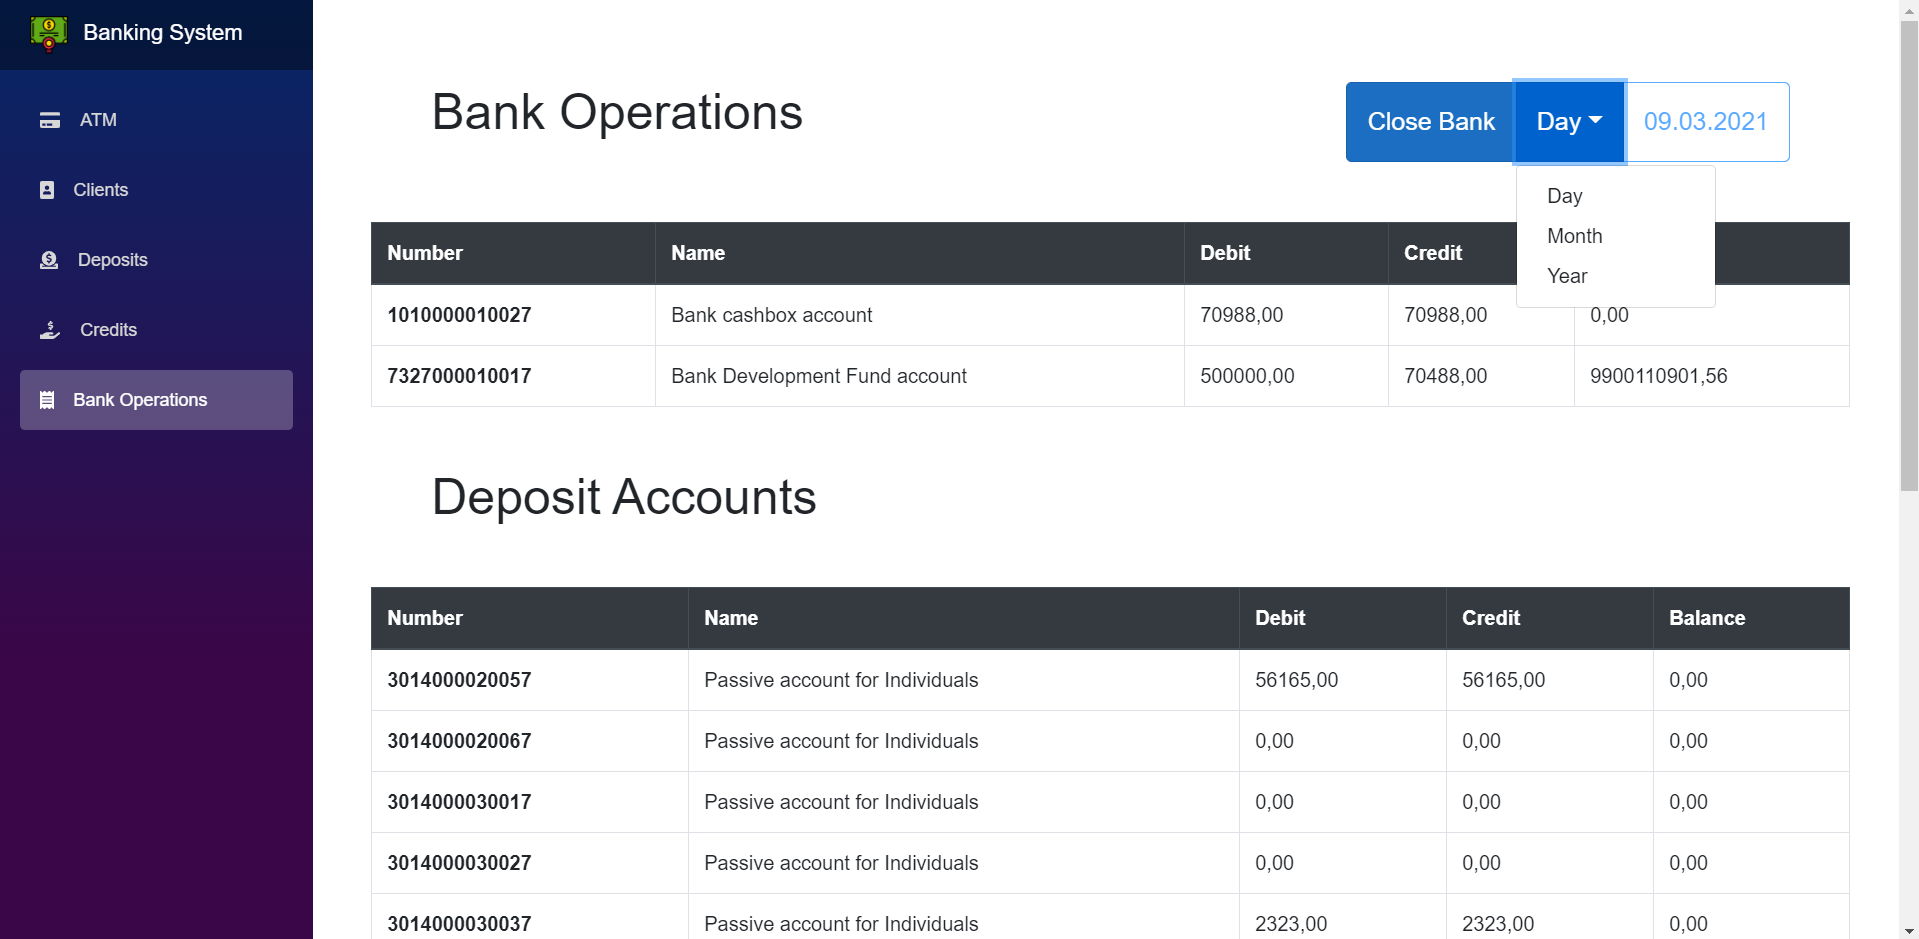 Banking System
ATM
Clients
Deposits
Credits
Bank Operations
Bank Operations
Close Bank Day 09.03.2021
Day
Month
Year
Number Name Debit Credit
1010000010027 Bank cashbox account 70988,00 70988,00 0,00
7327000010017 Bank Development Fund account 500000,00 70488,00 9900110901,56
Deposit Accounts
Number Name Debit Credit Balance
3014000020057 Passive account for Individuals 56165,00 56165,00 0,00
3014000020067 Passive account for Individuals 0,00 0,00 0,00
3014000030017 Passive account for Individuals 0,00 0,00 0,00
3014000030027 Passive account for Individuals 0,00 0,00 0,00
3014000030037 Passive account for Individuals 2323,00 2323,00 0,00